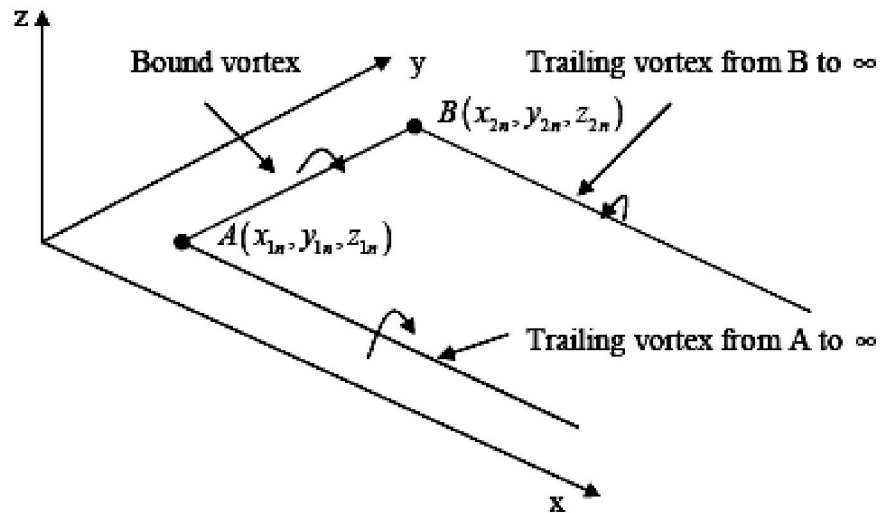 z
Bound vortex
y
Trailing vortex from B to ∞
B(x₂ₙ, y₂ₙ, z₂ₙ)
A(x₁ₙ, y₁ₙ, z₁ₙ)
Trailing vortex from A to ∞
x